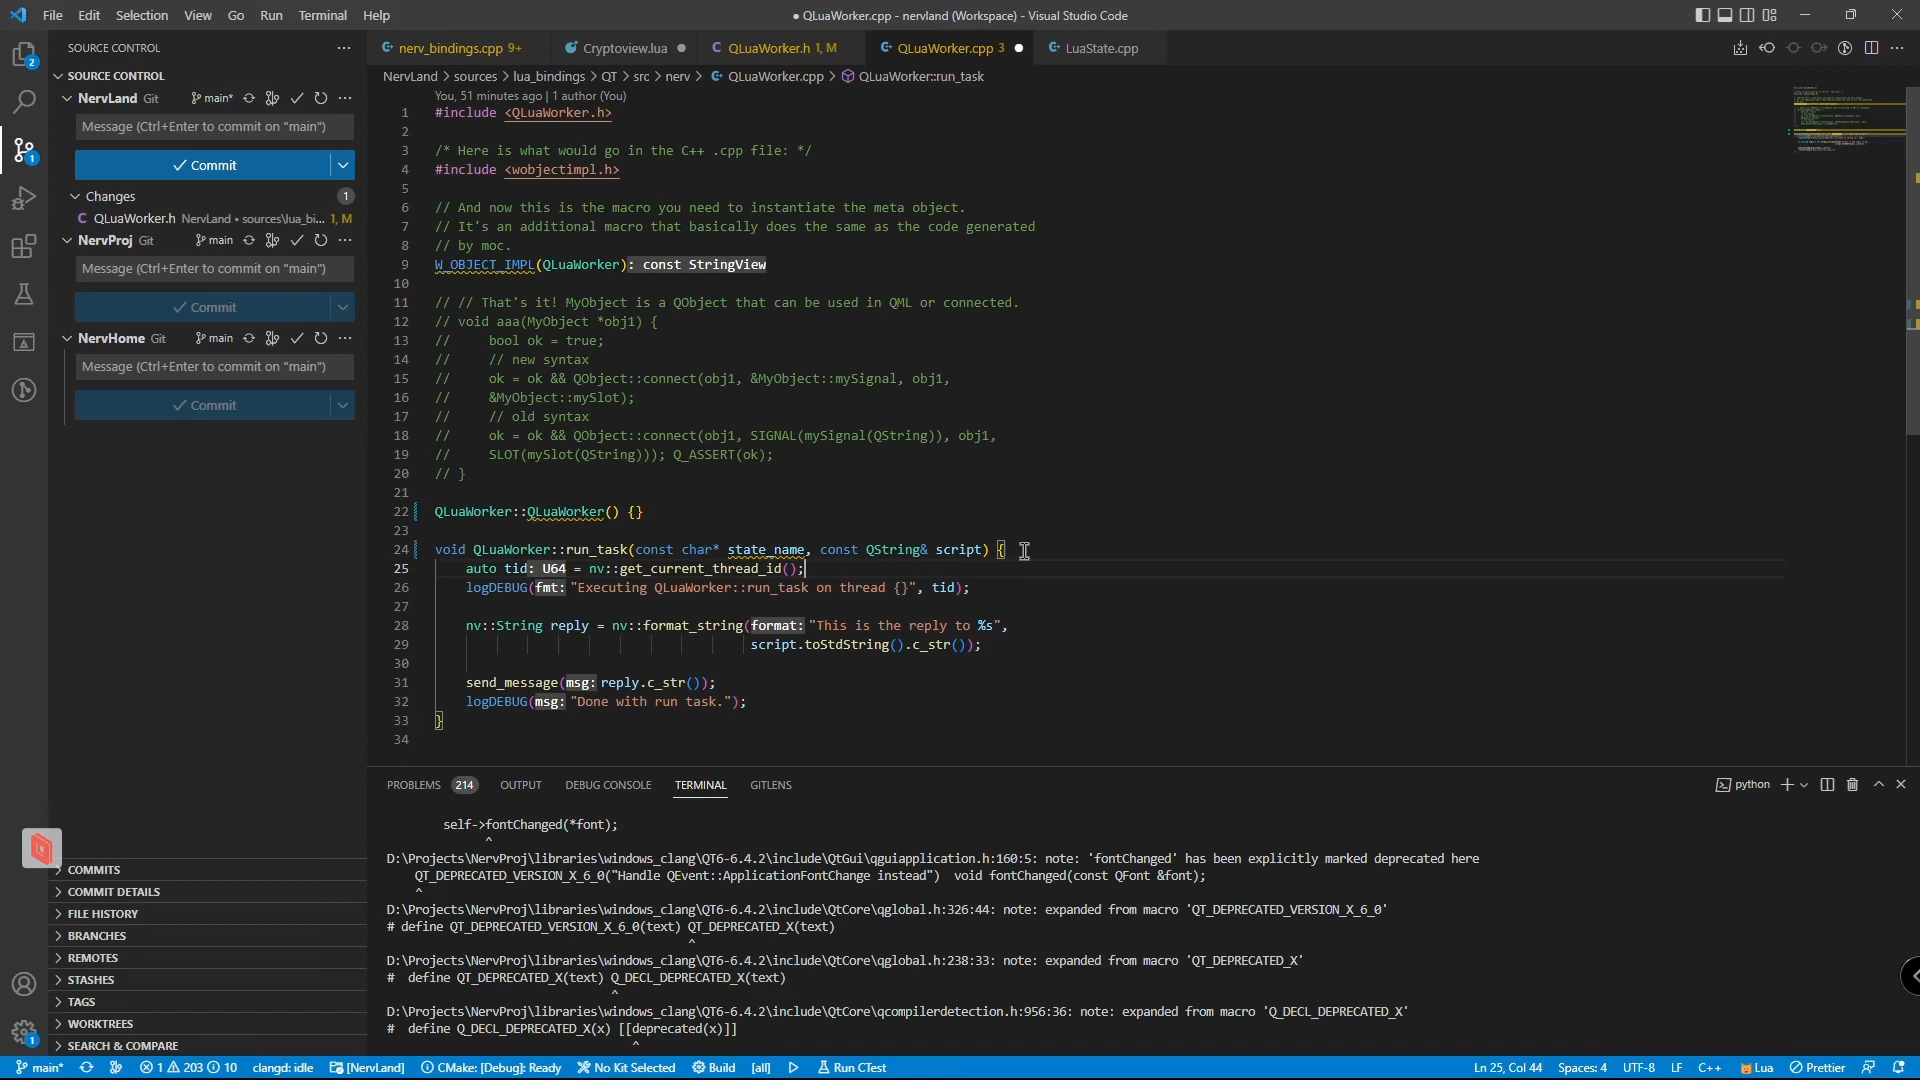 File Edit Selection View Go Run Terminal Help
● QLuaWorker.cpp - nervland (Workspace) - Visual Studio Code
SOURCE CONTROL
SOURCE CONTROL
NervLand Git main*
Message (Ctrl+Enter to commit on "main")
Commit
Changes 1
C QLuaWorker.h NervLand • sources\lua_bi... 1, M
NervProj Git main
Message (Ctrl+Enter to commit on "main")
Commit
NervHome Git main
Message (Ctrl+Enter to commit on "main")
Commit
COMMITS
COMMIT DETAILS
FILE HISTORY
BRANCHES
REMOTES
STASHES
TAGS
WORKTREES
SEARCH & COMPARE
nerv_bindings.cpp 9+ Cryptoview.lua ● C QLuaWorker.h 1, M QLuaWorker.cpp 3 ● LuaState.cpp
NervLand > sources > lua_bindings > QT > src > nerv > QLuaWorker.cpp > QLuaWorker::run_task
You, 51 minutes ago | 1 author (You)
1 #include <QLuaWorker.h>
2
3 /* Here is what would go in the C++ .cpp file: */
4 #include <wobjectimpl.h>
5
6 // And now this is the macro you need to instantiate the meta object.
7 // It's an additional macro that basically does the same as the code generated
8 // by moc.
9 W_OBJECT_IMPL(QLuaWorker): const StringView
10
11 // // That's it! MyObject is a QObject that can be used in QML or connected.
12 // void aaa(MyObject *obj1) {
13 //     bool ok = true;
14 //     // new syntax
15 //     ok = ok && QObject::connect(obj1, &MyObject::mySignal, obj1,
16 //     &MyObject::mySlot);
17 //     // old syntax
18 //     ok = ok && QObject::connect(obj1, SIGNAL(mySignal(QString)), obj1,
19 //     SLOT(mySlot(QString))); Q_ASSERT(ok);
20 // }
21
22 QLuaWorker::QLuaWorker() {}
23
24 void QLuaWorker::run_task(const char* state_name, const QString& script) {
25     auto tid: U64 = nv::get_current_thread_id();
26     logDEBUG(fmt: "Executing QLuaWorker::run_task on thread {}", tid);
27
28     nv::String reply = nv::format_string(format: "This is the reply to %s",
29                                          script.toStdString().c_str());
30
31     send_message(msg: reply.c_str());
32     logDEBUG(msg: "Done with run task.");
33 }
34
PROBLEMS 214 OUTPUT DEBUG CONSOLE TERMINAL GITLENS
python
self->fontChanged(*font);
^
D:\Projects\NervProj\libraries\windows_clang\QT6-6.4.2\include\QtGui\qguiapplication.h:160:5: note: 'fontChanged' has been explicitly marked deprecated here
QT_DEPRECATED_VERSION_X_6_0("Handle QEvent::ApplicationFontChange instead")  void fontChanged(const QFont &font);
^
D:\Projects\NervProj\libraries\windows_clang\QT6-6.4.2\include\QtCore\qglobal.h:326:44: note: expanded from macro 'QT_DEPRECATED_VERSION_X_6_0'
# define QT_DEPRECATED_VERSION_X_6_0(text) QT_DEPRECATED_X(text)
^
D:\Projects\NervProj\libraries\windows_clang\QT6-6.4.2\include\QtCore\qglobal.h:238:33: note: expanded from macro 'QT_DEPRECATED_X'
#  define QT_DEPRECATED_X(text) Q_DECL_DEPRECATED_X(text)
^
D:\Projects\NervProj\libraries\windows_clang\QT6-6.4.2\include\QtCore\qcompilerdetection.h:956:36: note: expanded from macro 'Q_DECL_DEPRECATED_X'
#  define Q_DECL_DEPRECATED_X(x) [[deprecated(x)]]
^
main* 1 203 10 clangd: idle [NervLand] CMake: [Debug]: Ready No Kit Selected Build [all] Run CTest
Ln 25, Col 44 Spaces: 4 UTF-8 LF C++ Lua Prettier